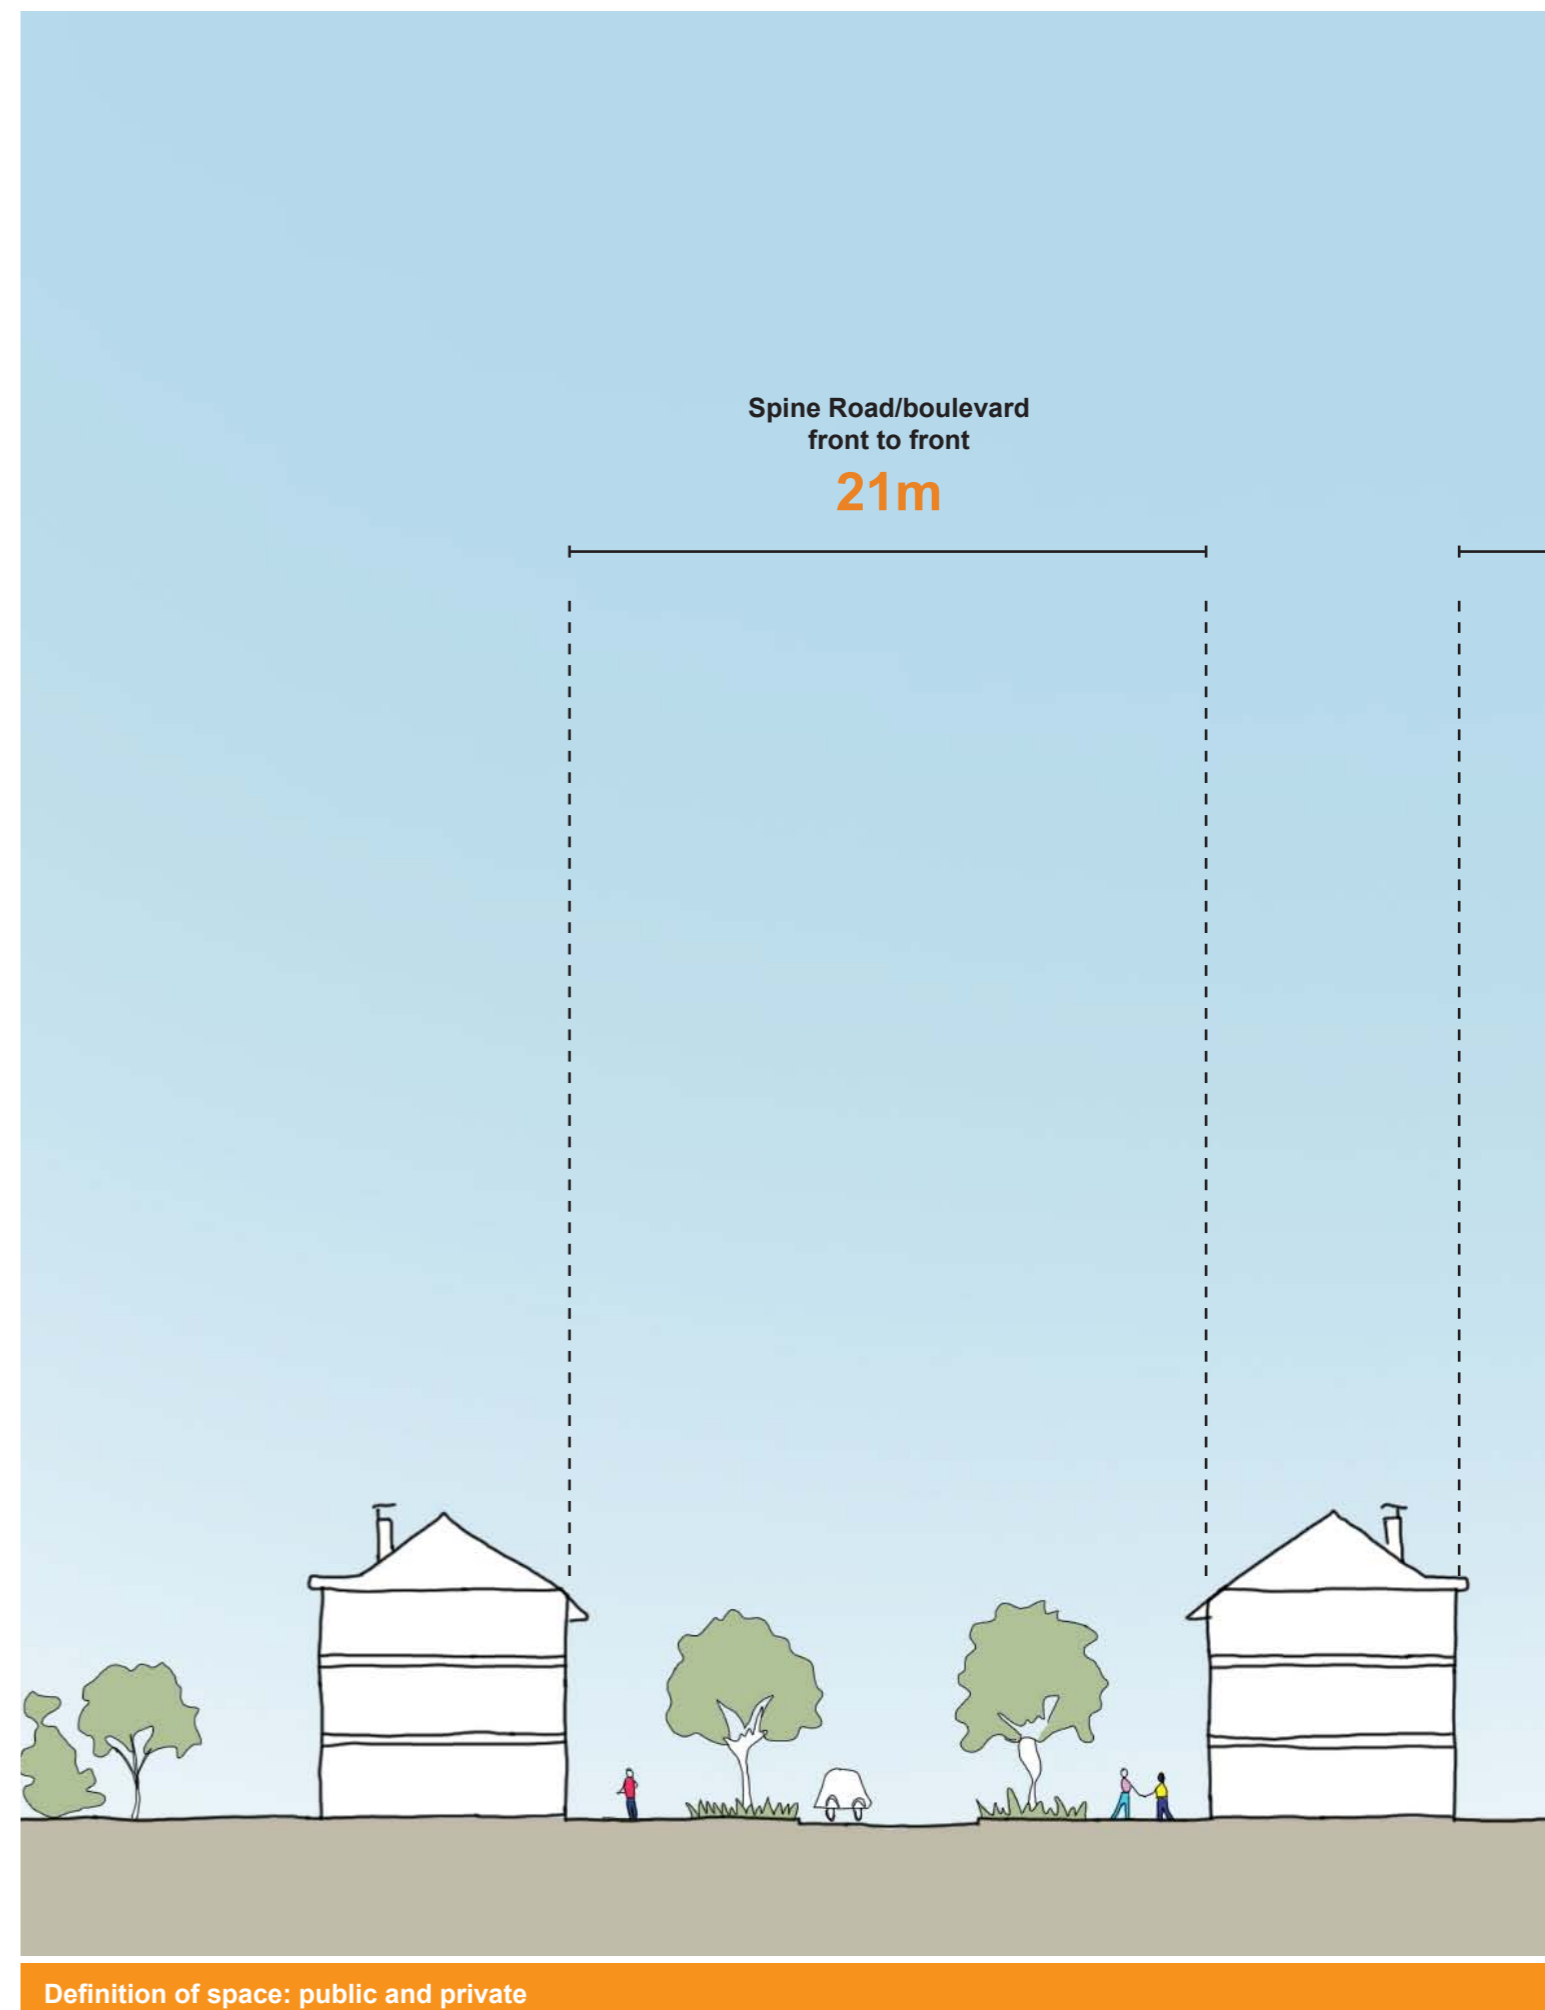 Spine Road/boulevard
front to front
21m
Definition of space: public and private